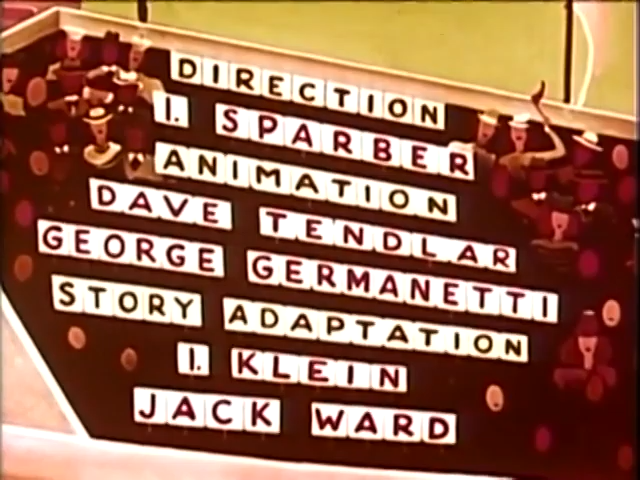 DIRECTION
I. SPARBER
ANIMATION
DAVE TENDLAR
GEORGE GERMANETTI
STORY ADAPTATION
I. KLEIN
JACK WARD